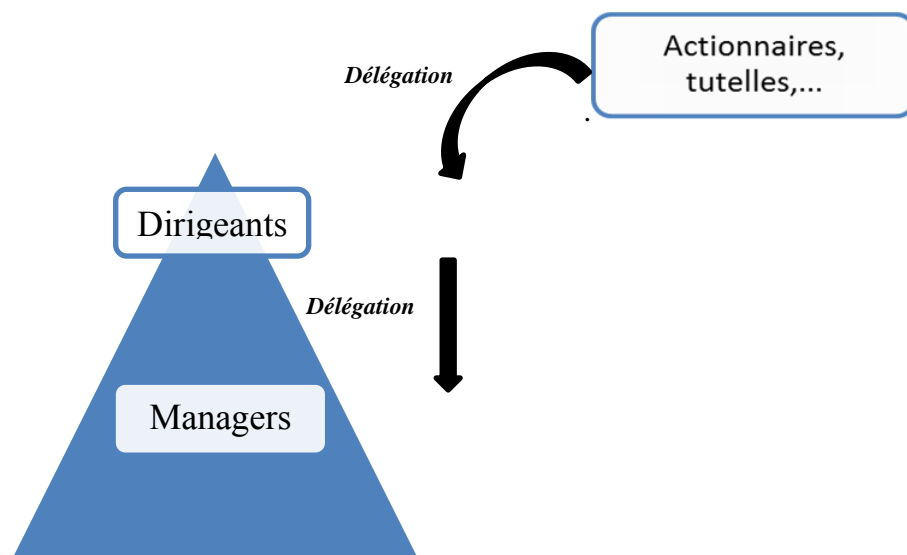 Actionnaires,
tutelles,...
Délégation
.
Dirigeants
Délégation
Managers